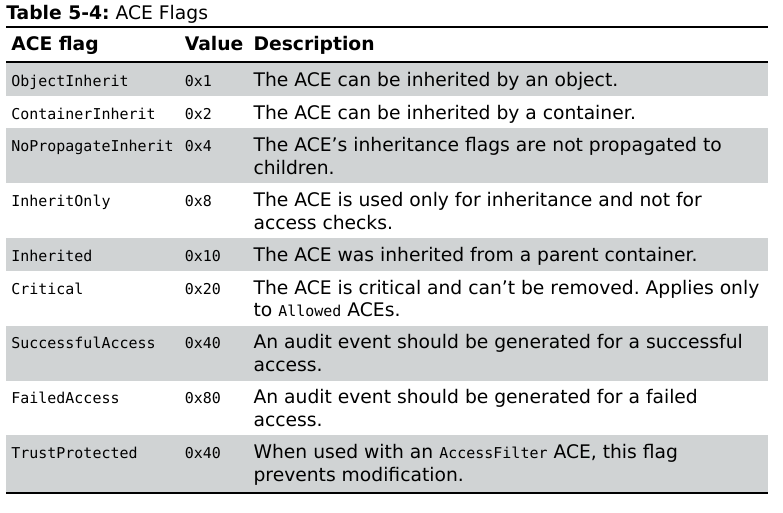 Table 5-4: ACE Flags
ACE flag Value Description
ObjectInherit 0x1 The ACE can be inherited by an object.
ContainerInherit 0x2 The ACE can be inherited by a container.
NoPropagateInherit 0x4 The ACE’s inheritance flags are not propagated to
children.
InheritOnly 0x8 The ACE is used only for inheritance and not for
access checks.
Inherited 0x10 The ACE was inherited from a parent container.
Critical 0x20 The ACE is critical and can’t be removed. Applies only
to Allowed ACEs.
SuccessfulAccess 0x40 An audit event should be generated for a successful
access.
FailedAccess 0x80 An audit event should be generated for a failed
access.
TrustProtected 0x40 When used with an AccessFilter ACE, this flag
prevents modification.